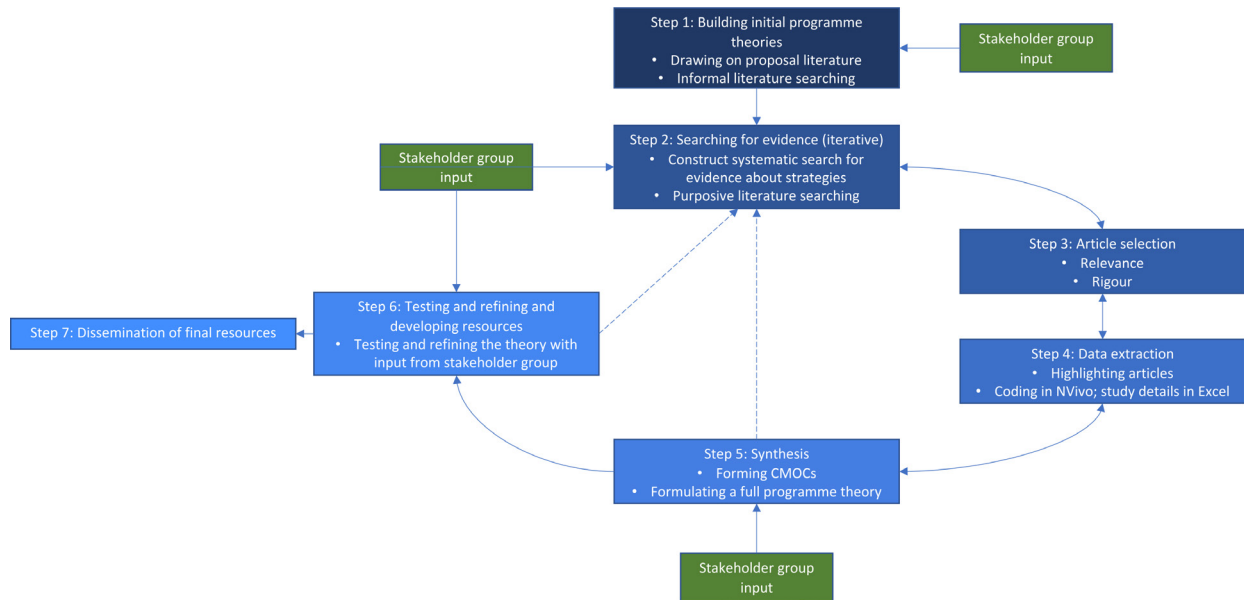 Step 1: Building initial programme
theories
• Drawing on proposal literature
• Informal literature searching
Stakeholder group
input
Step 2: Searching for evidence (iterative)
• Construct systematic search for
evidence about strategies
• Purposive literature searching
Stakeholder group
input
Step 3: Article selection
• Relevance
• Rigour
Step 6: Testing and refining and
developing resources
• Testing and refining the theory with
input from stakeholder group
Step 7: Dissemination of final resources
Step 4: Data extraction
• Highlighting articles
• Coding in NVivo; study details in Excel
Step 5: Synthesis
• Forming CMOCs
• Formulating a full programme theory
Stakeholder group
input